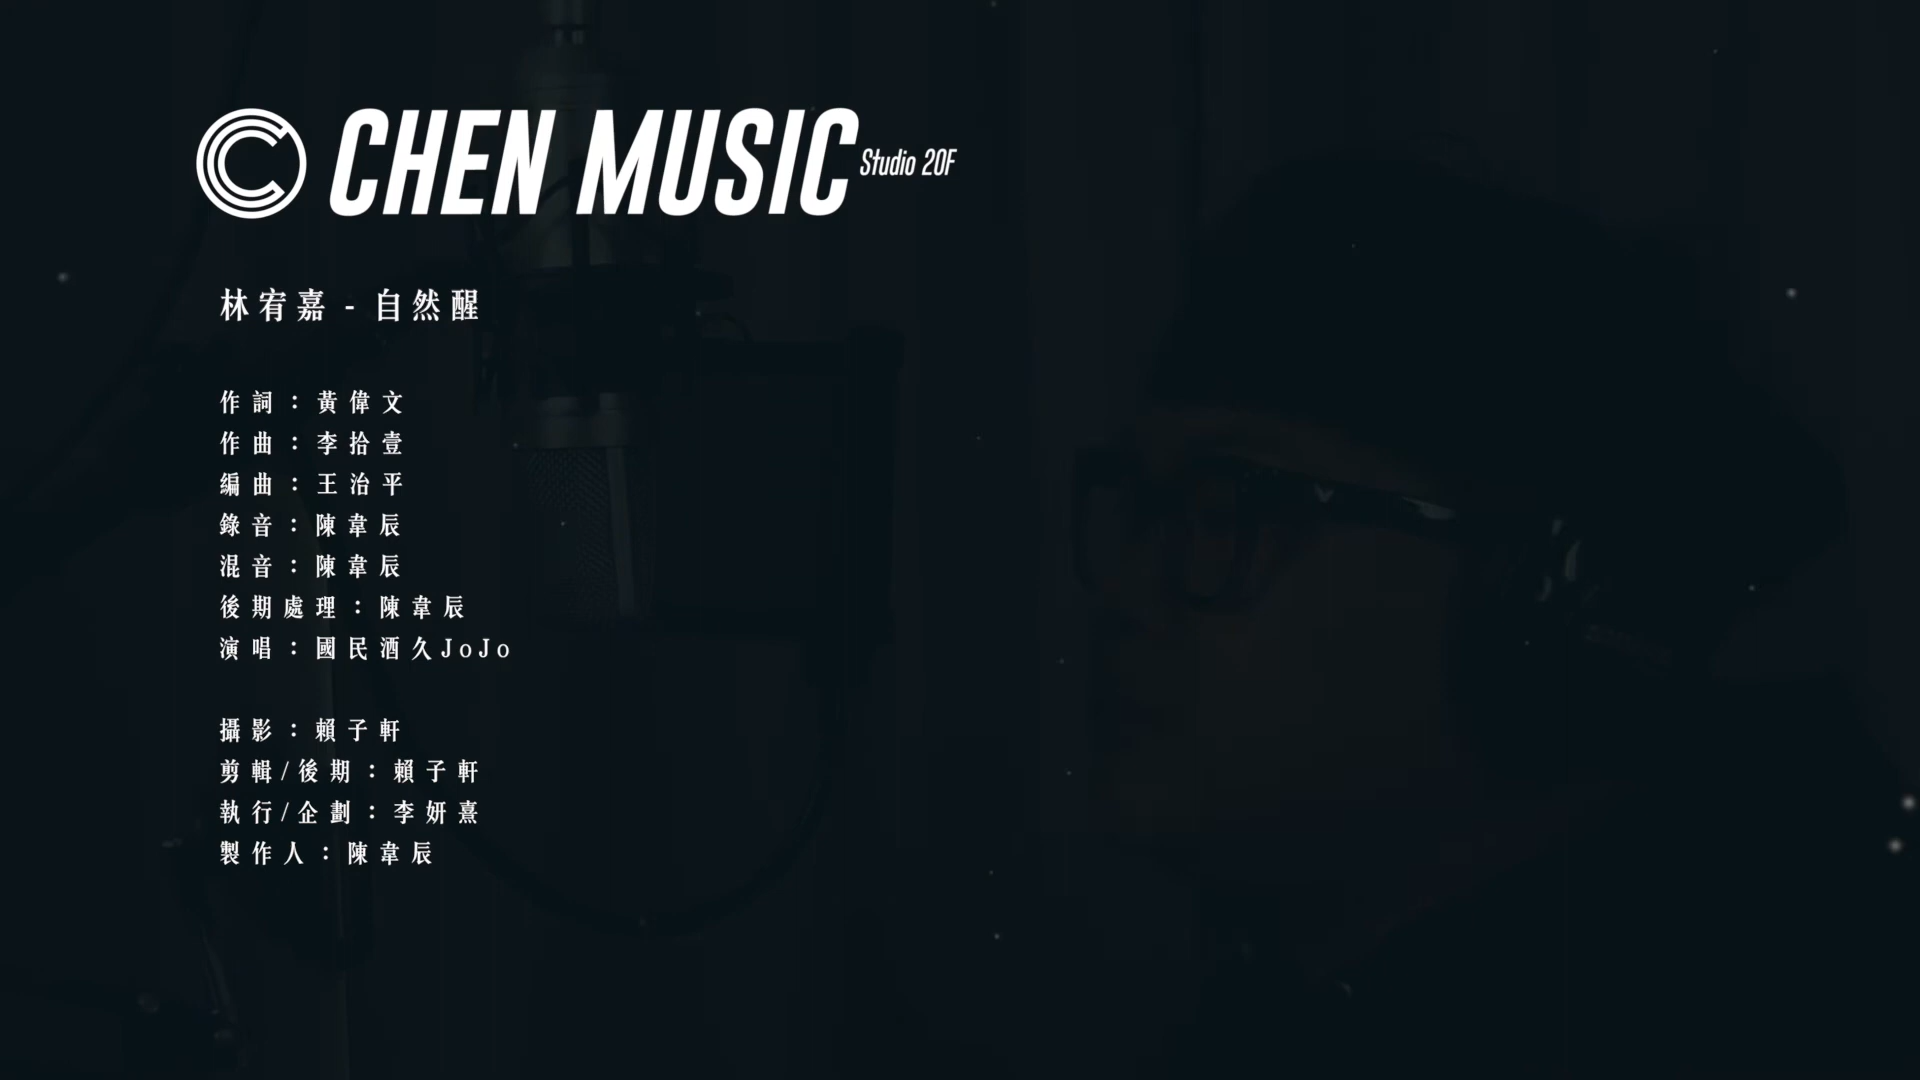 CHEN MUSIC Studio 20F
林宥嘉 - 自然醒
作詞：黃偉文
作曲：李拾壹
編曲：王治平
錄音：陳韋辰
混音：陳韋辰
後期處理：陳韋辰
演唱：國民酒久JoJo
攝影：賴子軒
剪輯/後期：賴子軒
執行/企劃：李妍熹
製作人：陳韋辰